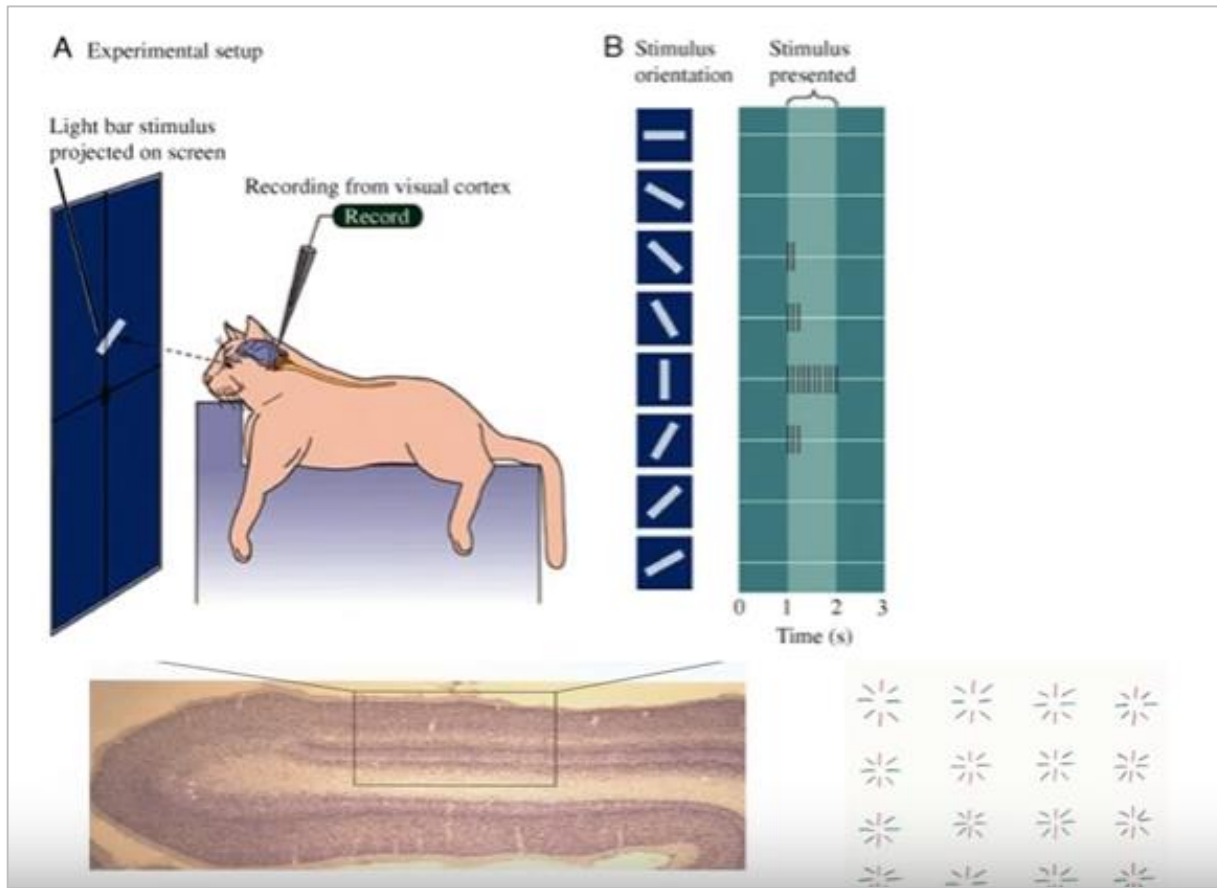 A Experimental setup
Light bar stimulus
projected on screen
Recording from visual cortex
Record
B Stimulus
orientation
Stimulus
presented
0 1 2 3
Time (s)